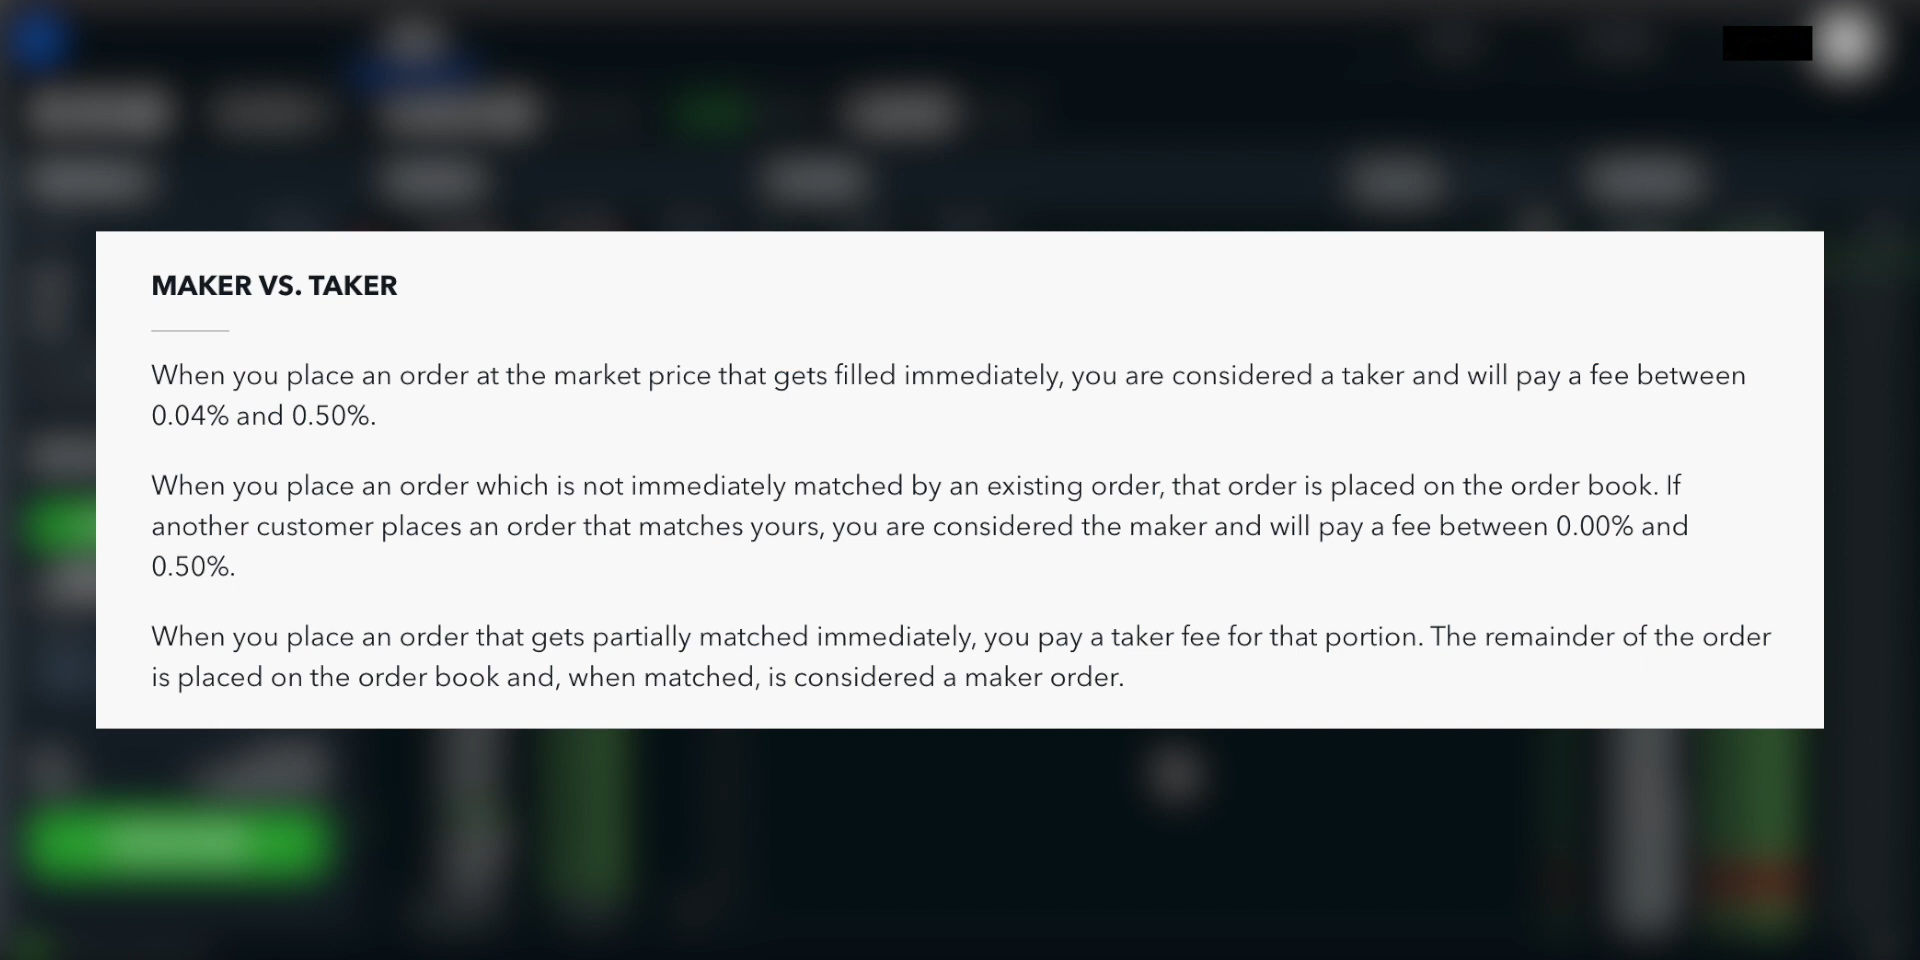 MAKER VS. TAKER
When you place an order at the market price that gets filled immediately, you are considered a taker and will pay a fee between
0.04% and 0.50%.
When you place an order which is not immediately matched by an existing order, that order is placed on the order book. If
another customer places an order that matches yours, you are considered the maker and will pay a fee between 0.00% and
0.50%.
When you place an order that gets partially matched immediately, you pay a taker fee for that portion. The remainder of the order
is placed on the order book and, when matched, is considered a maker order.